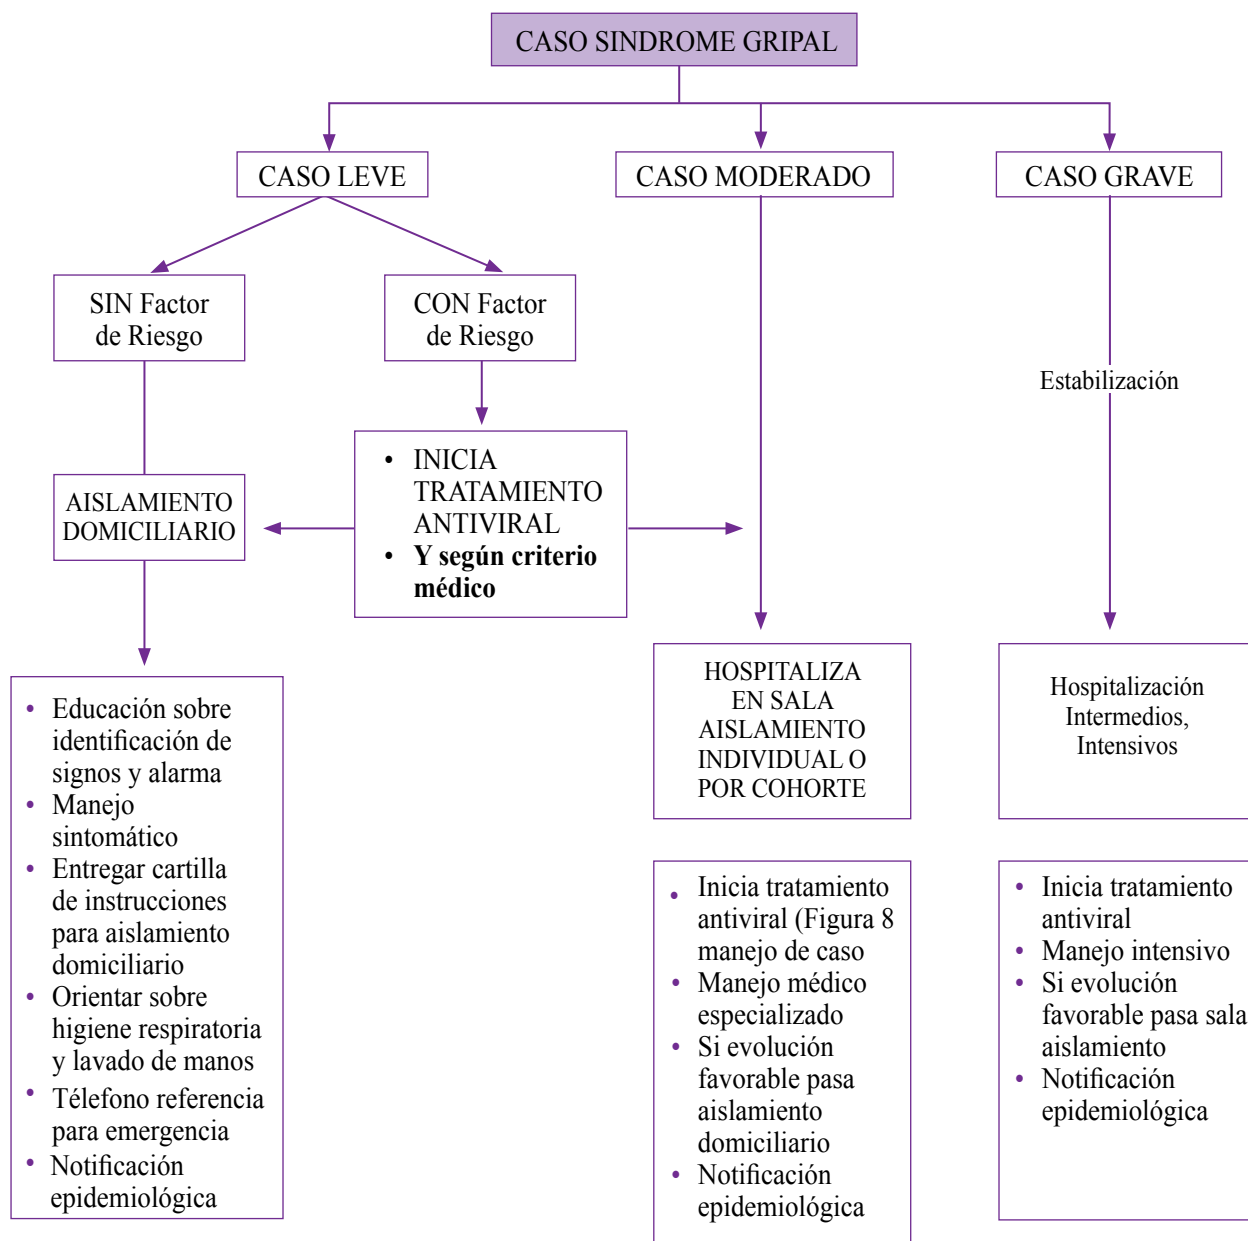 CASO SINDROME GRIPAL
CASO LEVE
CASO MODERADO
CASO GRAVE
SIN Factor
de Riesgo
CON Factor
de Riesgo
Estabilización
AISLAMIENTO
DOMICILIARIO
• INICIA
TRATAMIENTO
ANTIVIRAL
• Y según criterio
médico
HOSPITALIZA
EN SALA
AISLAMIENTO
INDIVIDUAL O
POR COHORTE
Hospitalización
Intermedios,
Intensivos
• Educación sobre
identificación de
signos y alarma
• Manejo
sintomático
• Entregar cartilla
de instrucciones
para aislamiento
domiciliario
• Orientar sobre
higiene respiratoria
y lavado de manos
• Télefono referencia
para emergencia
• Notificación
epidemiológica
• Inicia tratamiento
antiviral (Figura 8
manejo de caso
• Manejo médico
especializado
• Si evolución
favorable pasa
aislamiento
domiciliario
• Notificación
epidemiológica
• Inicia tratamiento
antiviral
• Manejo intensivo
• Si evolución
favorable pasa sala
aislamiento
• Notificación
epidemiológica